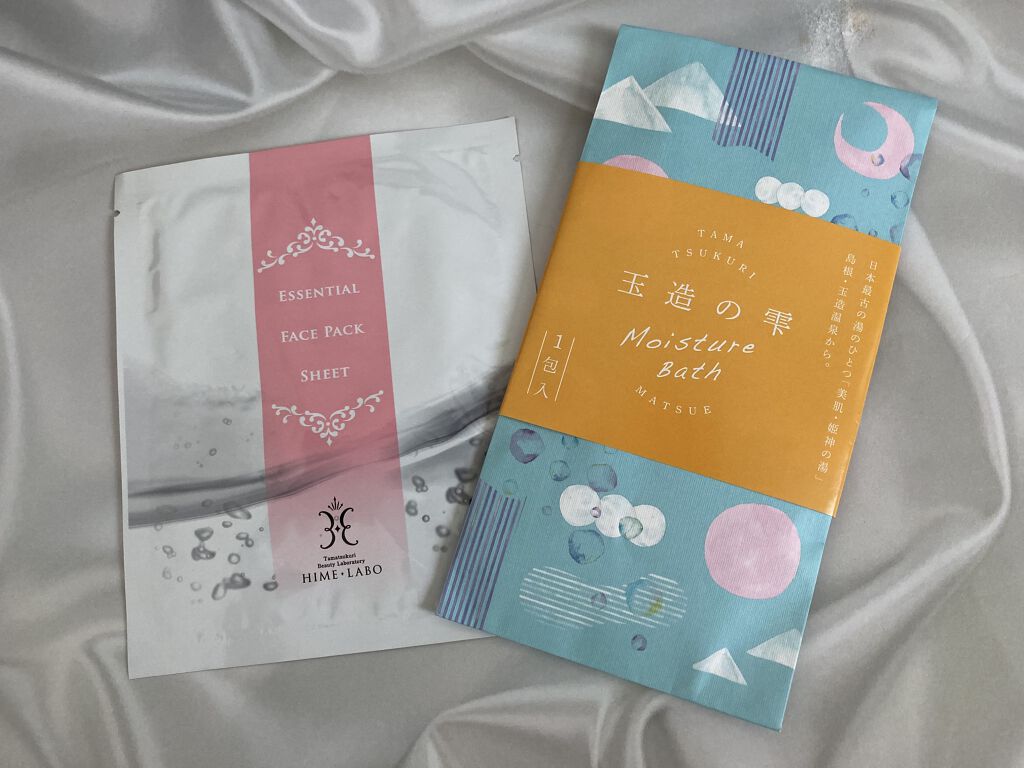 ESSENTIAL
FACE PACK
SHEET
Tamatsukuri
Beauty Laboratory
HIME・LABO
TAMA
TSUKURI
玉造の雫
Moisture
Bath
MATSUE
1包入
日本最古の湯のひとつ「美肌・姫神の湯」
島根・玉造温泉から。